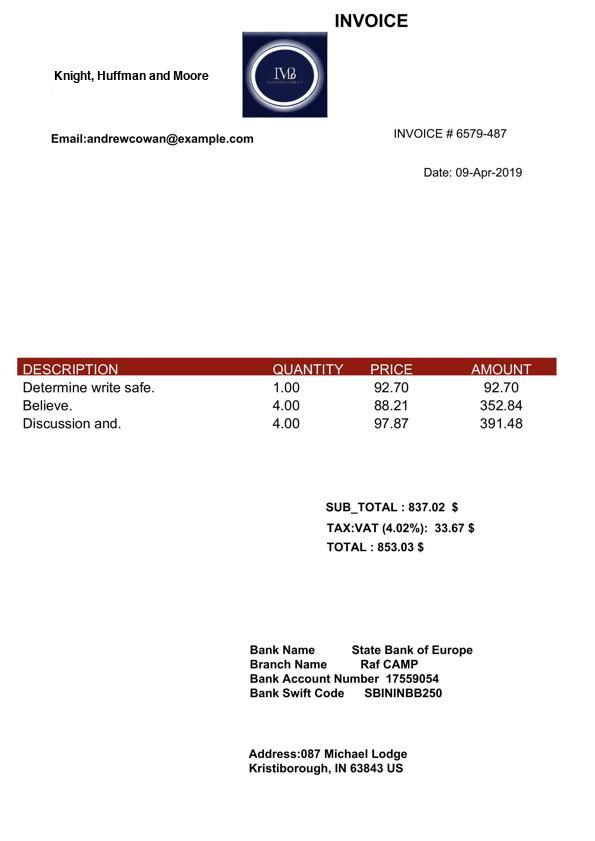 INVOICE
Knight, Huffman and Moore
Email:andrewcowan@example.com
INVOICE # 6579-487
Date: 09-Apr-2019
DESCRIPTION QUANTITY PRICE AMOUNT
Determine write safe. 1.00 92.70 92.70
Believe. 4.00 88.21 352.84
Discussion and. 4.00 97.87 391.48
SUB_TOTAL : 837.02 $
TAX:VAT (4.02%): 33.67 $
TOTAL : 853.03 $
Bank Name State Bank of Europe
Branch Name Raf CAMP
Bank Account Number 17559054
Bank Swift Code SBININBB250
Address:087 Michael Lodge
Kristiborough, IN 63843 US